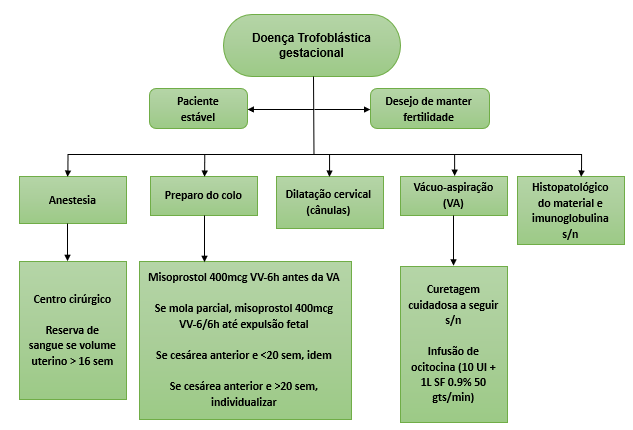 Doença Trofoblástica
gestacional
Paciente
estável
Desejo de manter
fertilidade
Anestesia
Preparo do colo
Dilatação cervical
(cânulas)
Vácuo-aspiração
(VA)
Histopatológico
do material e
imunoglobulina
s/n
Centro cirúrgico
Reserva de
sangue se volume
uterino > 16 sem
Misoprostol 400mcg VV-6h antes da VA
Se mola parcial, misoprostol 400mcg
VV-6/6h até expulsão fetal
Se cesárea anterior e <20 sem, idem
Se cesárea anterior e >20 sem,
individualizar
Curetagem
cuidadosa a seguir
s/n
Infusão de
ocitocina (10 UI +
1L SF 0.9% 50
gts/min)